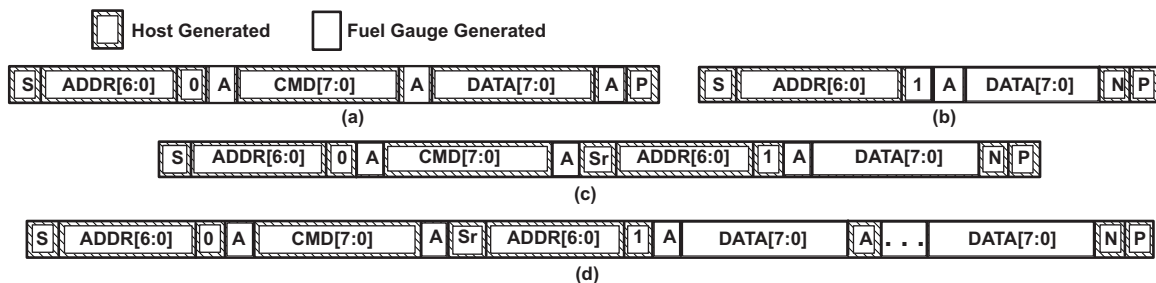 Host Generated Fuel Gauge Generated
S ADDR[6:0] 0 A CMD[7:0] A DATA[7:0] A P S ADDR[6:0] 1 A DATA[7:0] N P
(a) (b)
S ADDR[6:0] 0 A CMD[7:0] A Sr ADDR[6:0] 1 A DATA[7:0] N P
(c)
S ADDR[6:0] 0 A CMD[7:0] A Sr ADDR[6:0] 1 A DATA[7:0] A . . . DATA[7:0] N P
(d)